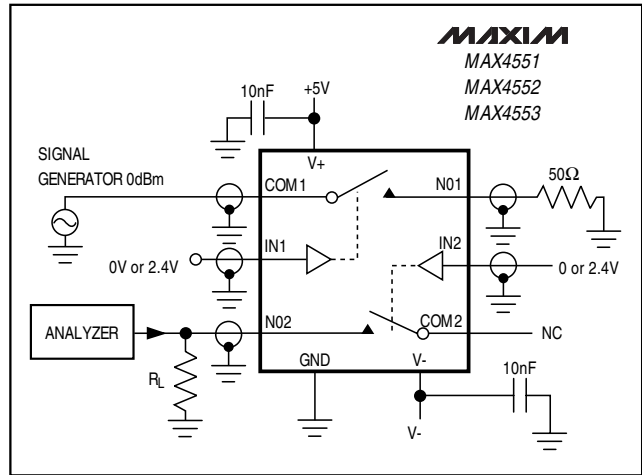 MAXIM
MAX4551
MAX4552
MAX4553
10nF
+5V
V+
SIGNAL
GENERATOR 0dBm
COM1
N01
50Ω
IN1
IN2
0V or 2.4V
0 or 2.4V
ANALYZER
N02
COM2
NC
RL
GND
V-
10nF
V-